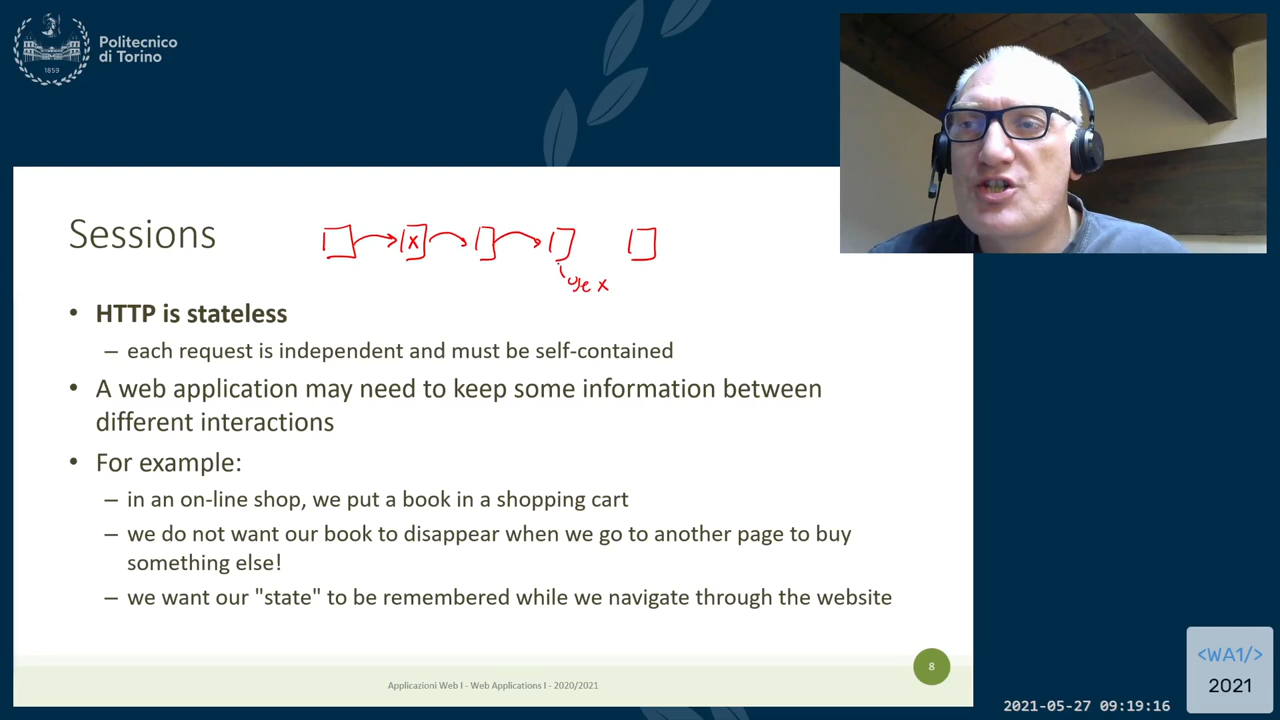 Politecnico
di Torino
1859
Sessions
x
use x
• HTTP is stateless
– each request is independent and must be self-contained
• A web application may need to keep some information between
different interactions
• For example:
– in an on-line shop, we put a book in a shopping cart
– we do not want our book to disappear when we go to another page to buy
something else!
– we want our "state" to be remembered while we navigate through the website
8
Applicazioni Web I - Web Applications I - 2020/2021
<WA1/>
2021
2021-05-27 09:19:16